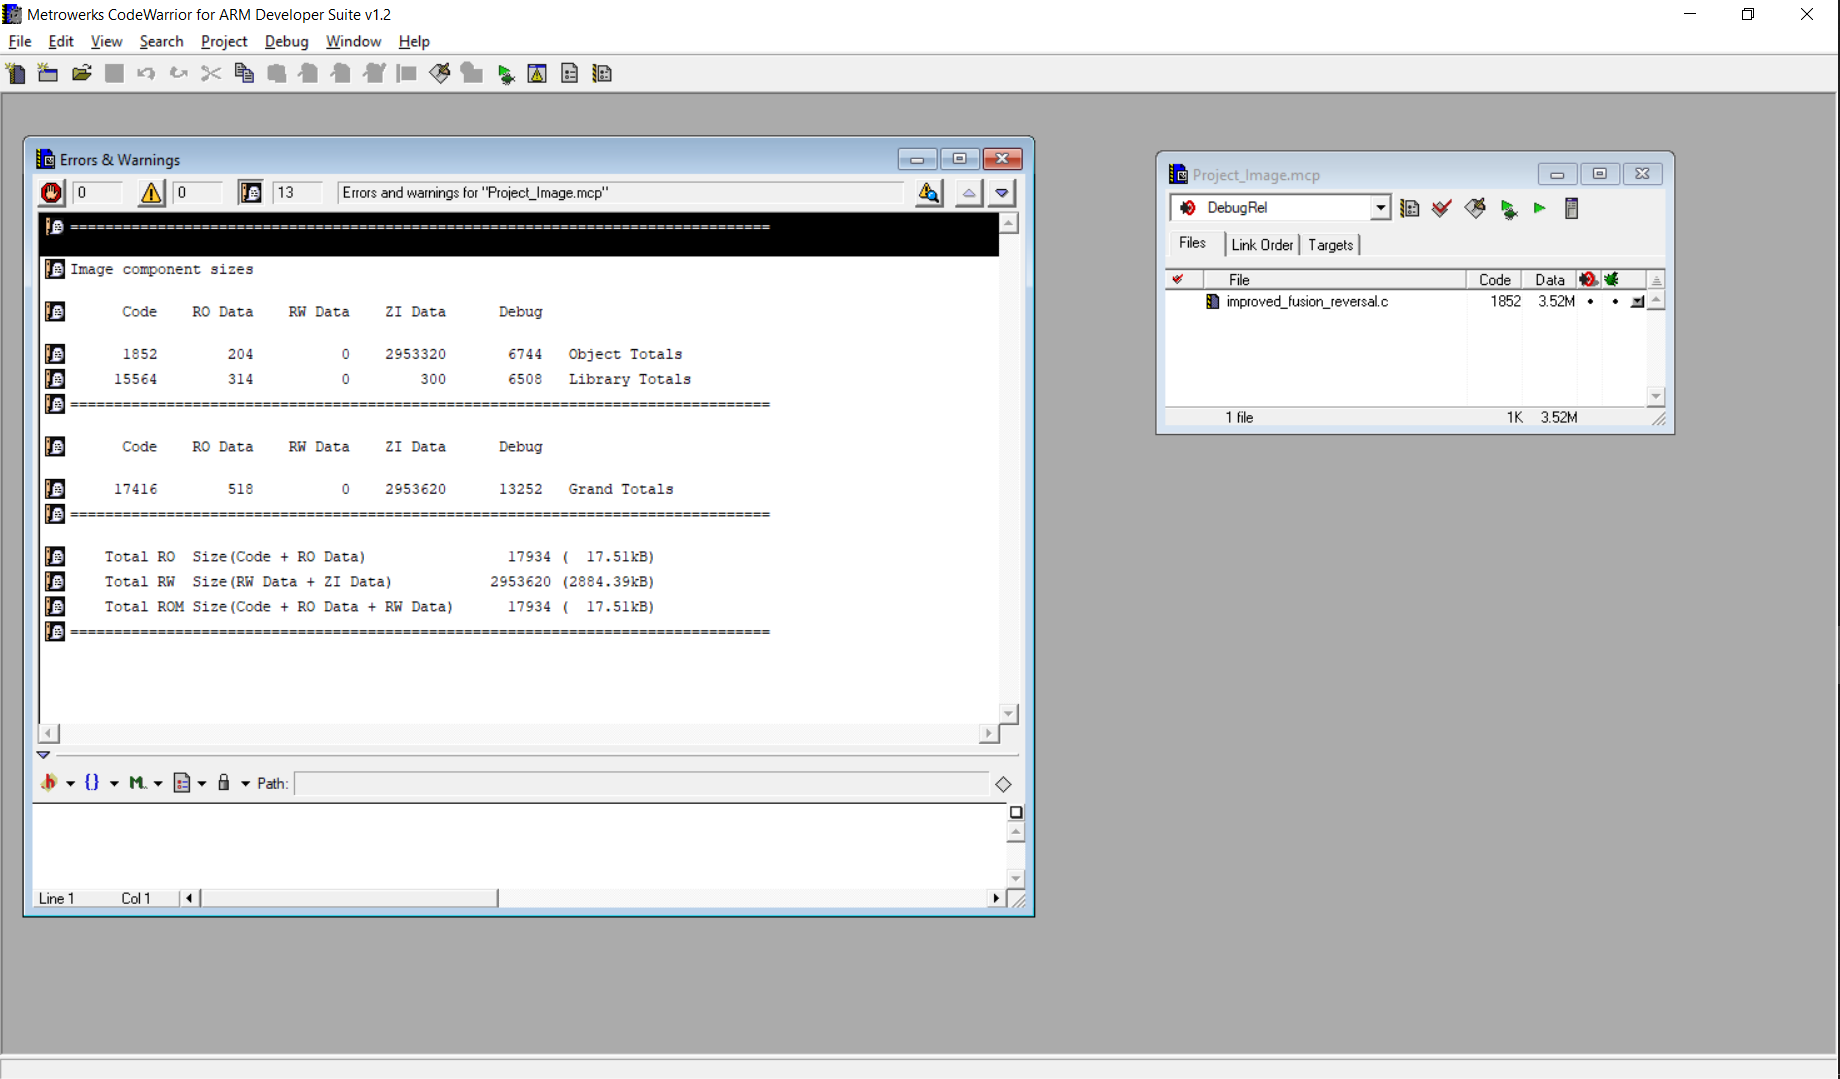 Metrowerks CodeWarrior for ARM Developer Suite v1.2
File Edit View Search Project Debug Window Help
Errors & Warnings
0 0 13 Errors and warnings for "Project_Image.mcp"
================================================================================
Image component sizes
Code RO Data RW Data ZI Data Debug
1852 204 0 2953320 6744 Object Totals
15564 314 0 300 6508 Library Totals
================================================================================
Code RO Data RW Data ZI Data Debug
17416 518 0 2953620 13252 Grand Totals
================================================================================
Total RO Size(Code + RO Data) 17934 ( 17.51kB)
Total RW Size(RW Data + ZI Data) 2953620 (2884.39kB)
Total ROM Size(Code + RO Data + RW Data) 17934 ( 17.51kB)
================================================================================
Path:
Line 1 Col 1
Project_Image.mcp
DebugRel
Files Link Order Targets
File Code Data
improved_fusion_reversal.c 1852 3.52M • •
1 file 1K 3.52M